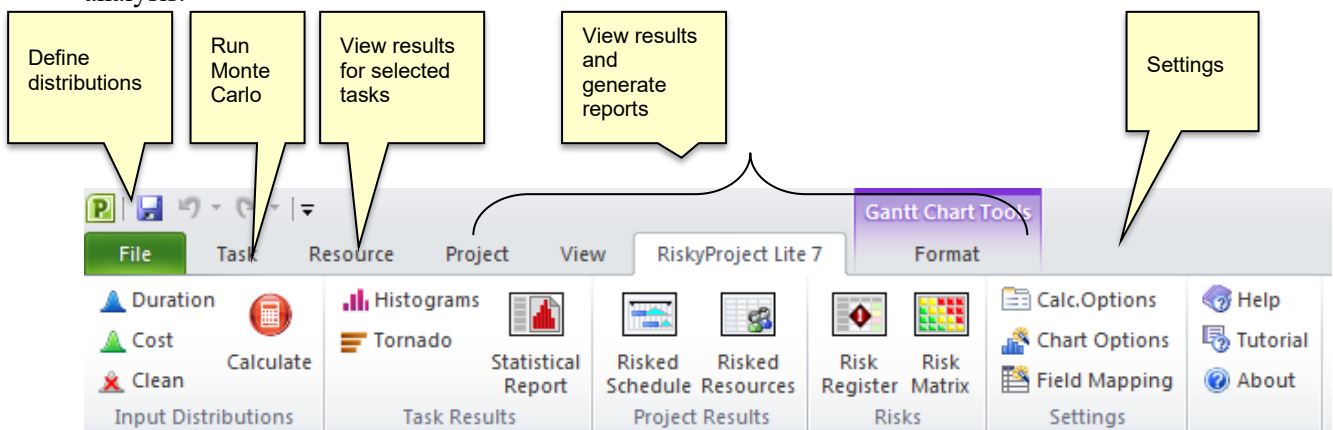 analysis.
Define
distributions
Run
Monte
Carlo
View results
for selected
tasks
View results
and
generate
reports
Settings
Gantt Chart Tools
File Task Resource Project View RiskyProject Lite 7 Format
Duration
Cost
Clean
Calculate
Input Distributions
Histograms
Tornado
Statistical
Report
Task Results
Risked
Schedule
Risked
Resources
Project Results
Risk
Register
Risk
Matrix
Risks
Calc.Options
Chart Options
Field Mapping
Settings
Help
Tutorial
About